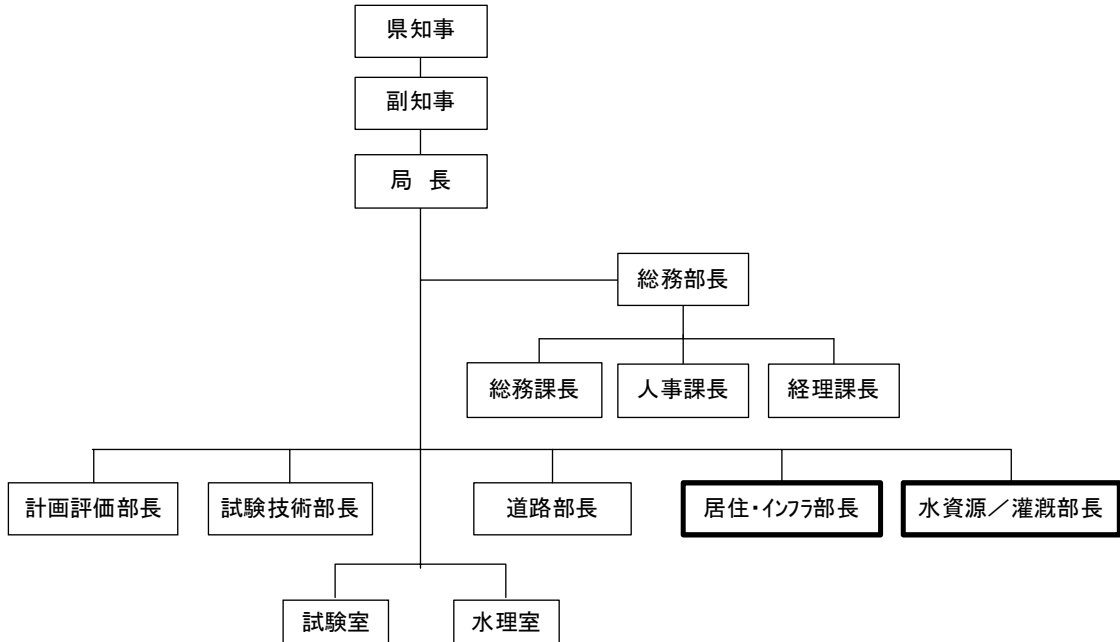 県知事
副知事
局 長
総務部長
総務課長
人事課長
経理課長
計画評価部長
試験技術部長
道路部長
居住・インフラ部長
水資源／灌漑部長
試験室
水理室